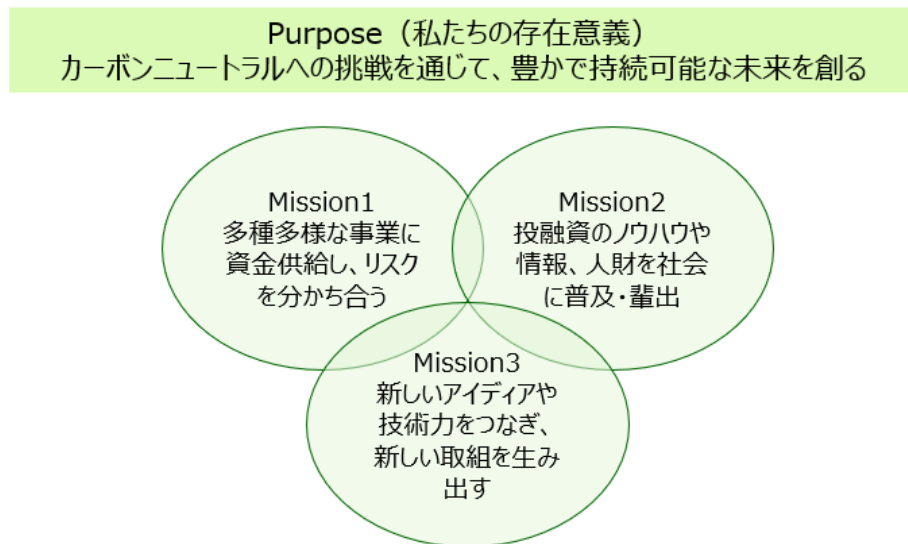 Purpose（私たちの存在意義）
カーボンニュートラルへの挑戦を通じて、豊かで持続可能な未来を創る
Mission1
多種多様な事業に
資金供給し、リスク
を分かち合う
Mission2
投融資のノウハウや
情報、人財を社会
に普及・輩出
Mission3
新しいアイディアや
技術力をつなぎ、
新しい取組を生み
出す